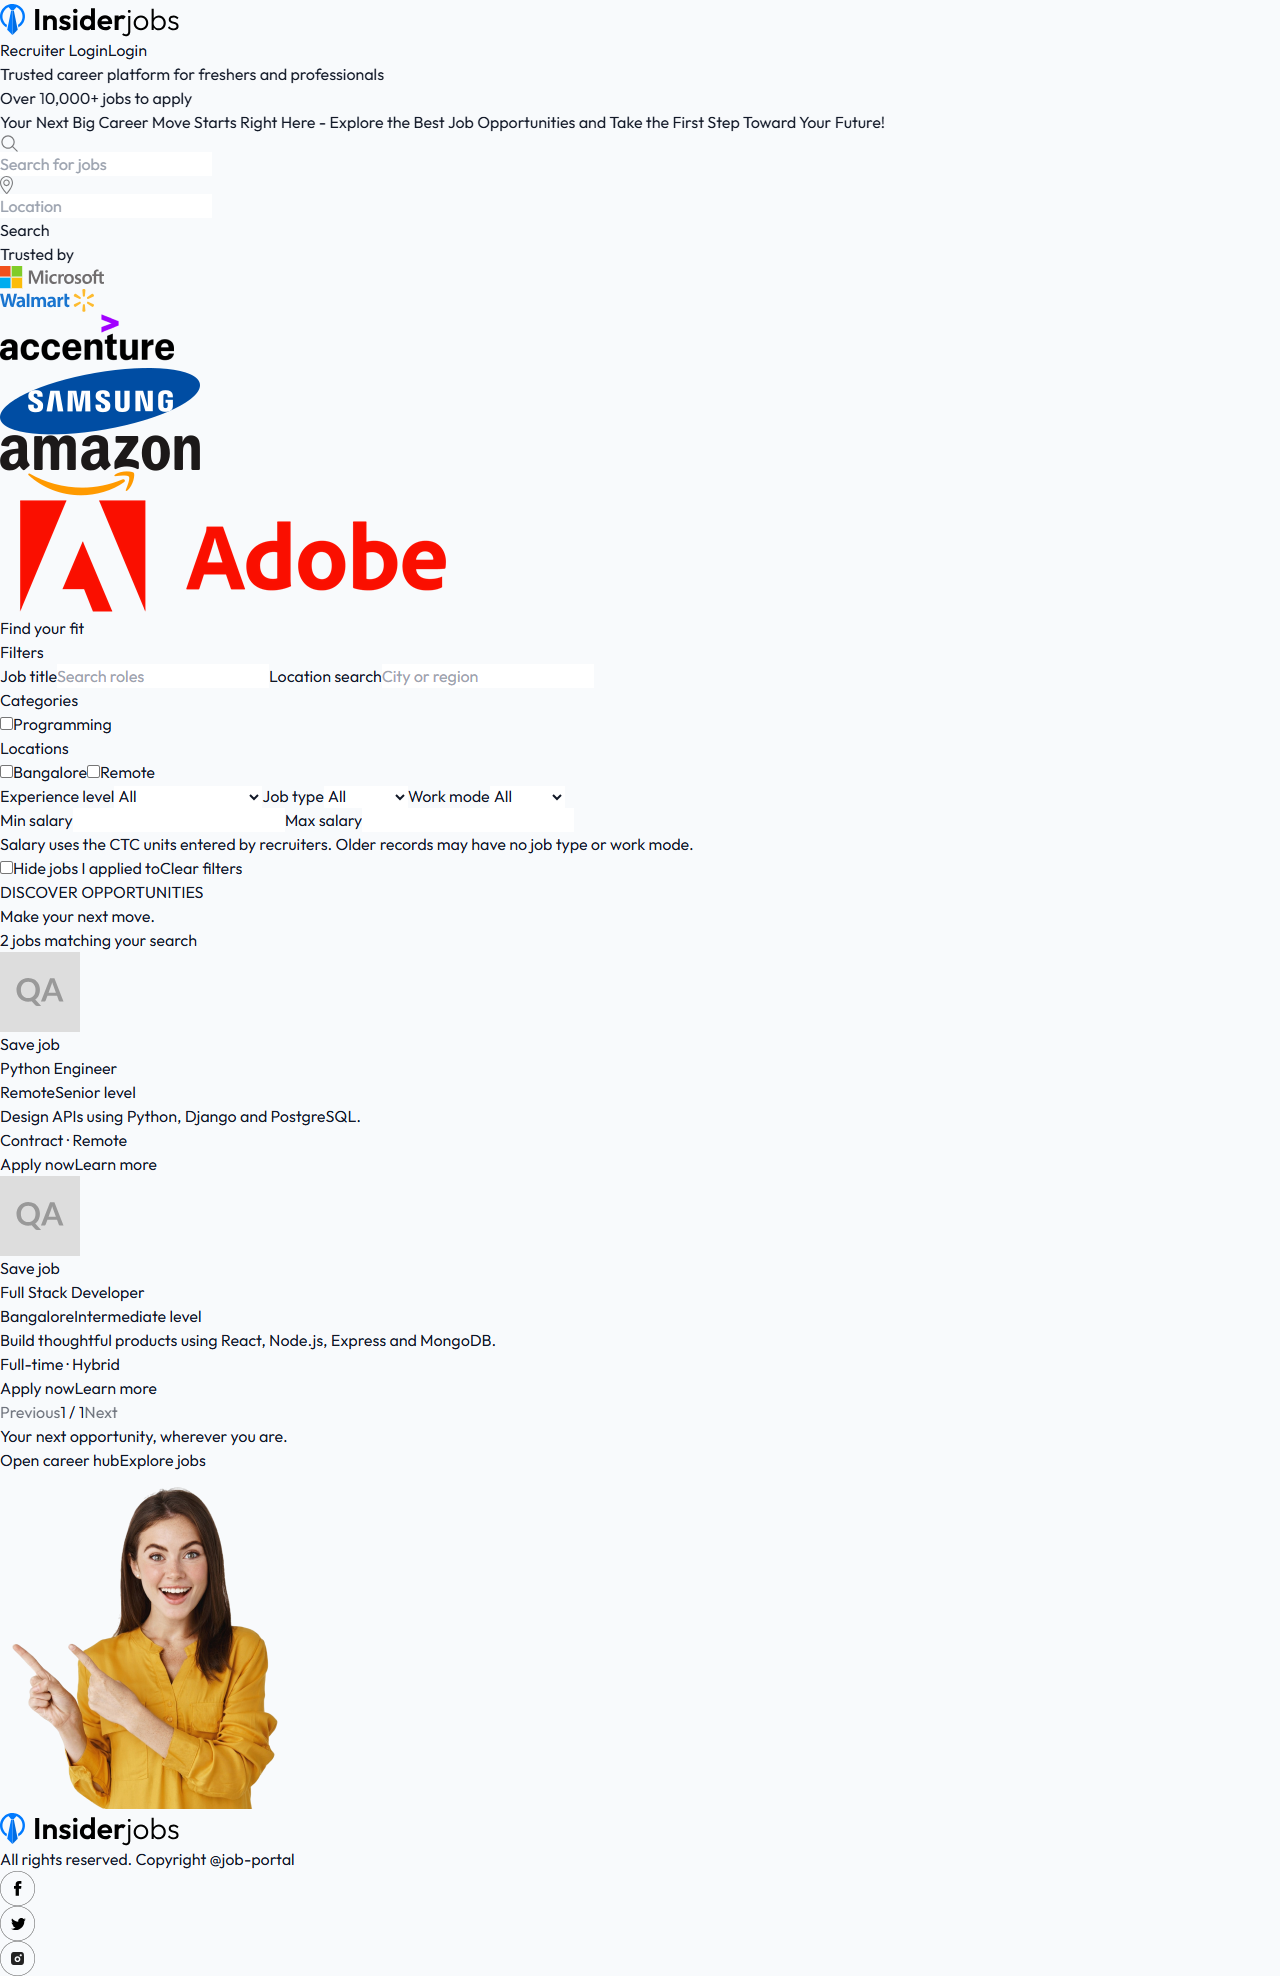 Insiderjobs
Recruiter LoginLogin
Trusted career platform for freshers and professionals
Over 10,000+ jobs to apply
Your Next Big Career Move Starts Right Here - Explore the Best Job Opportunities and Take the First Step Toward Your Future!
Search for jobs
Location
Search
Trusted by
Microsoft
Walmart
accenture
SAMSUNG
amazon
Adobe
Find your fit
Filters
Job titleSearch roles Location searchCity or region
Categories
Programming
Locations
Bangalore Remote
Experience level All Job type All Work mode All
Min salary Max salary
Salary uses the CTC units entered by recruiters. Older records may have no job type or work mode.
Hide jobs I applied toClear filters
DISCOVER OPPORTUNITIES
Make your next move.
2 jobs matching your search
QA
Save job
Python Engineer
RemoteSenior level
Design APIs using Python, Django and PostgreSQL.
Contract · Remote
Apply nowLearn more
QA
Save job
Full Stack Developer
BangaloreIntermediate level
Build thoughtful products using React, Node.js, Express and MongoDB.
Full-time · Hybrid
Apply nowLearn more
Previous1 / 1Next
Your next opportunity, wherever you are.
Open career hubExplore jobs
Insiderjobs
All rights reserved. Copyright @job-portal